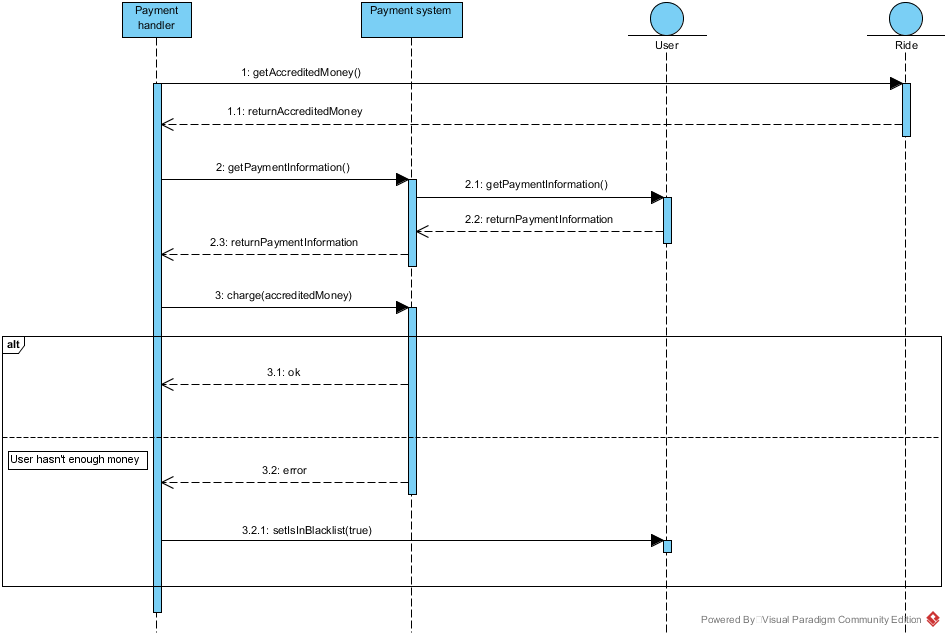 Payment
handler
Payment system
User
Ride
1: getAccreditedMoney()
1.1: returnAccreditedMoney
2: getPaymentInformation()
2.1: getPaymentInformation()
2.2: returnPaymentInformation
2.3: returnPaymentInformation
3: charge(accreditedMoney)
alt
3.1: ok
User hasn't enough money
3.2: error
3.2.1: setIsInBlacklist(true)
Powered By Visual Paradigm Community Edition